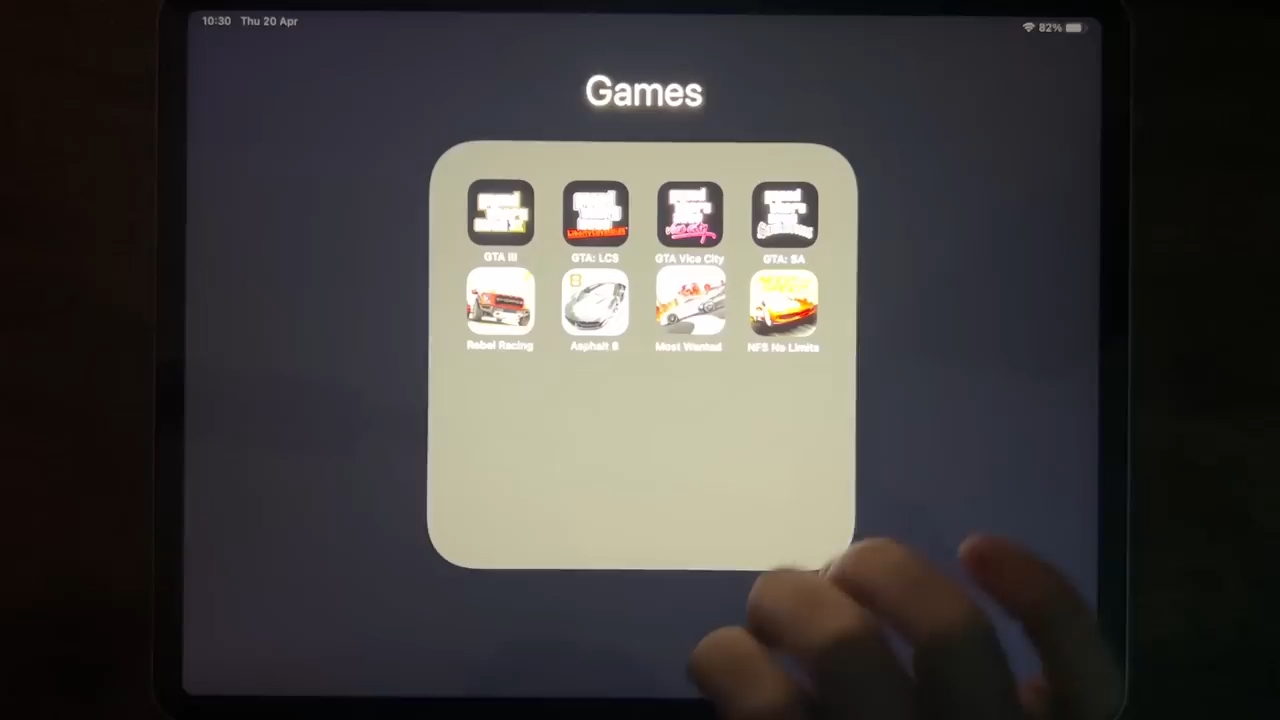 10:30 Thu 20 Apr
82%
Games
GTA III
GTA: LCS
GTA Vice City
GTA: SA
8
Rebel Racing
Asphalt 8
Most Wanted
NFS No Limits